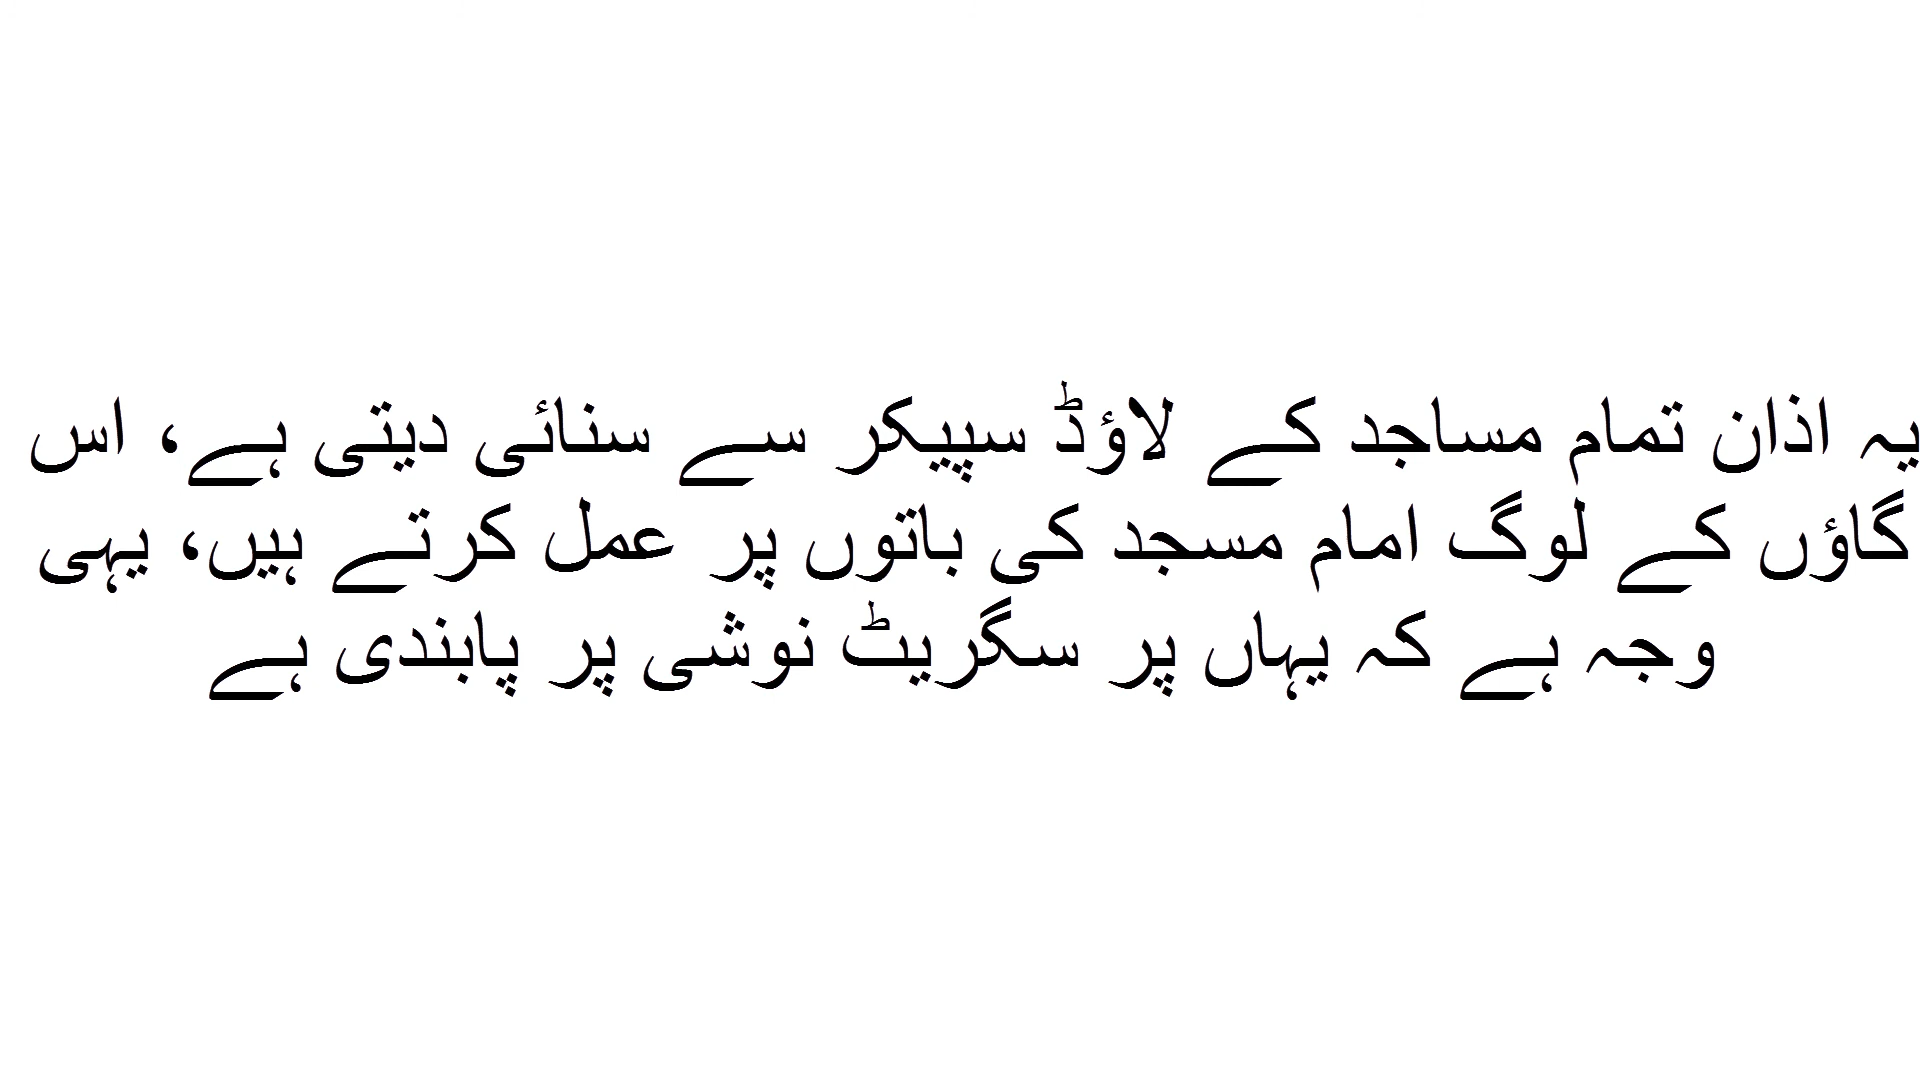 یہ اذان تمام مساجد کے لاؤڈ سپیکر سے سنائی دیتی ہے، اس
گاؤں کے لوگ امام مسجد کی باتوں پر عمل کرتے ہیں، یہی
وجہ ہے کہ یہاں پر سگریٹ نوشی پر پابندی ہے